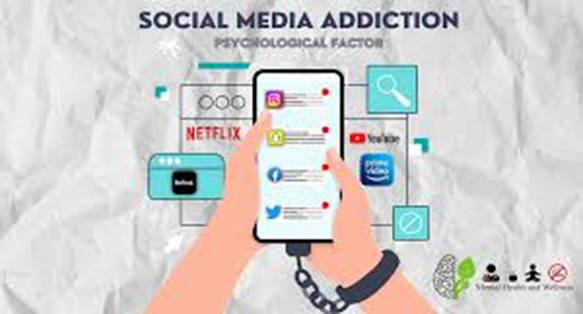 SOCIAL MEDIA ADDICTION
PSYCHOLOGICAL FACTOR
NETFLIX
YouTube
prime
video
Mental Health and Wellness